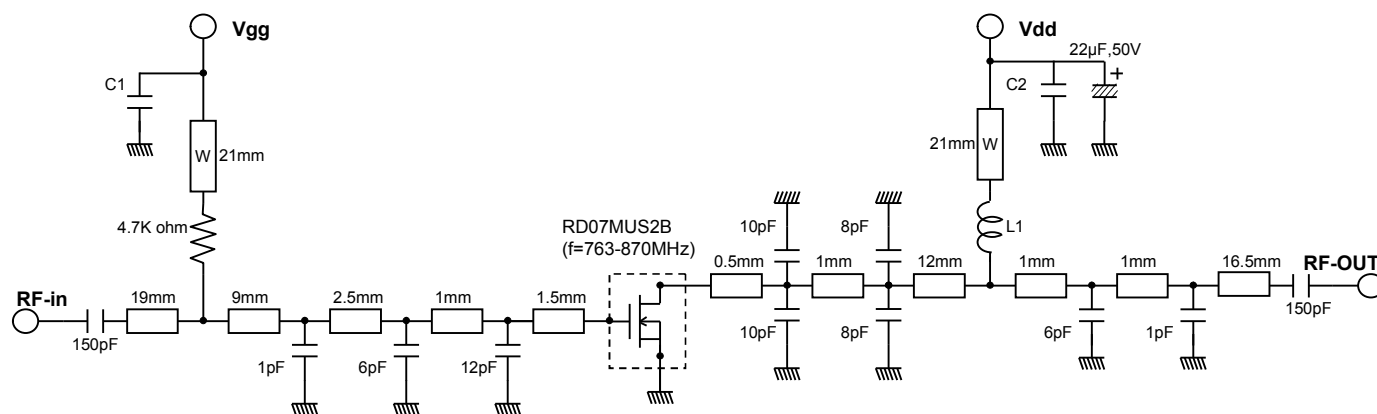 Vgg
C1
W
21mm
4.7K ohm
RF-in
19mm
9mm
2.5mm
1mm
1.5mm
150pF
1pF
6pF
12pF
RD07MUS2B
(f=763-870MHz)
Vdd
22µF,50V
+
C2
21mm
W
L1
10pF
8pF
0.5mm
1mm
12mm
1mm
1mm
16.5mm
RF-OUT
10pF
8pF
6pF
1pF
150pF